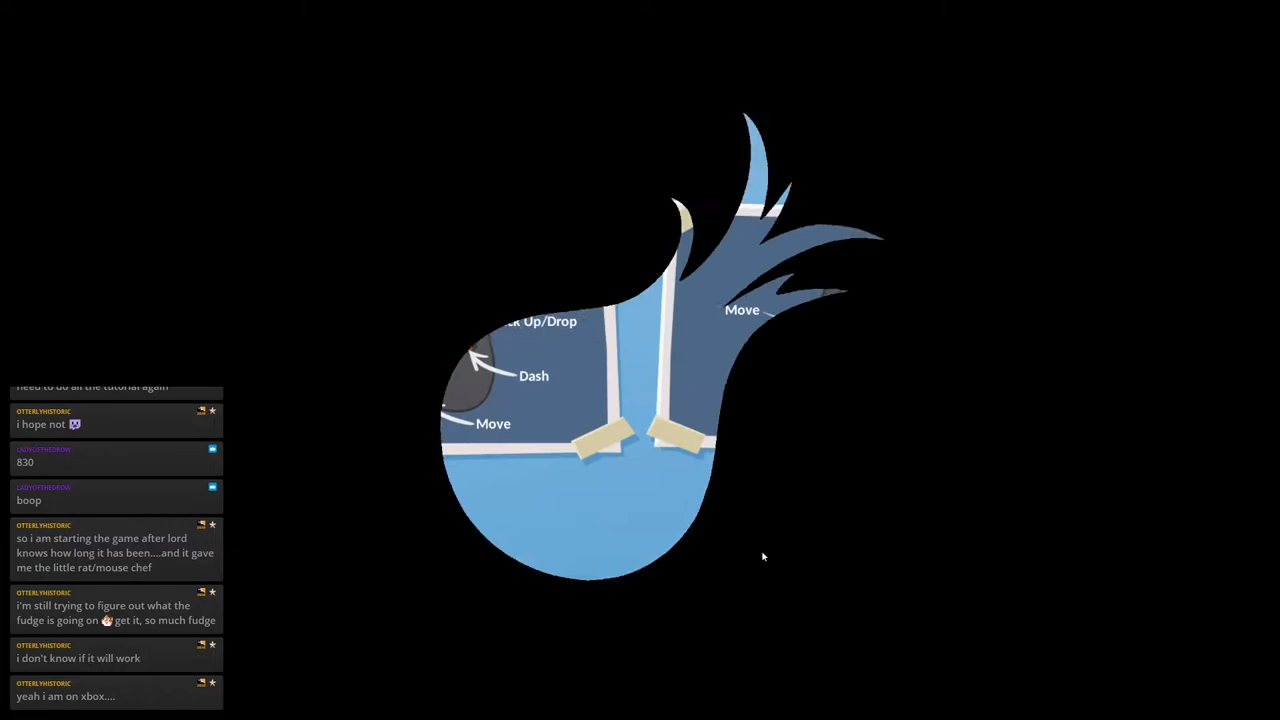 need to do all the tutorial again
OTTERLYHISTORIC
i hope not
LADYOFTHEDROW
830
LADYOFTHEDROW
boop
OTTERLYHISTORIC
so i am starting the game after lord
knows how long it has been....and it gave
me the little rat/mouse chef
OTTERLYHISTORIC
i'm still trying to figure out what the
fudge is going on get it, so much fudge
OTTERLYHISTORIC
i don't know if it will work
OTTERLYHISTORIC
yeah i am on xbox....
ck Up/Drop
Dash
Move
Move